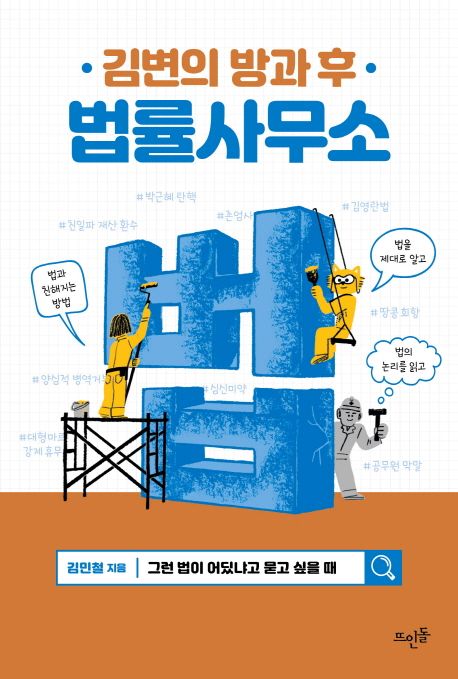 김변의 방과 후
법률사무소
#박근혜 탄핵
#존엄사
#김영란법
#친일파 재산 환수
법을
제대로 알고
법과
친해지는
방법
#땅콩 회항
법의
논리를 읽고
#양심적 병역거
#심신미약
법
#대형마트
강제 휴무
#공무원 막말
김민철 지음
그런 법이 어딨냐고 묻고 싶을 때
뜨인돌